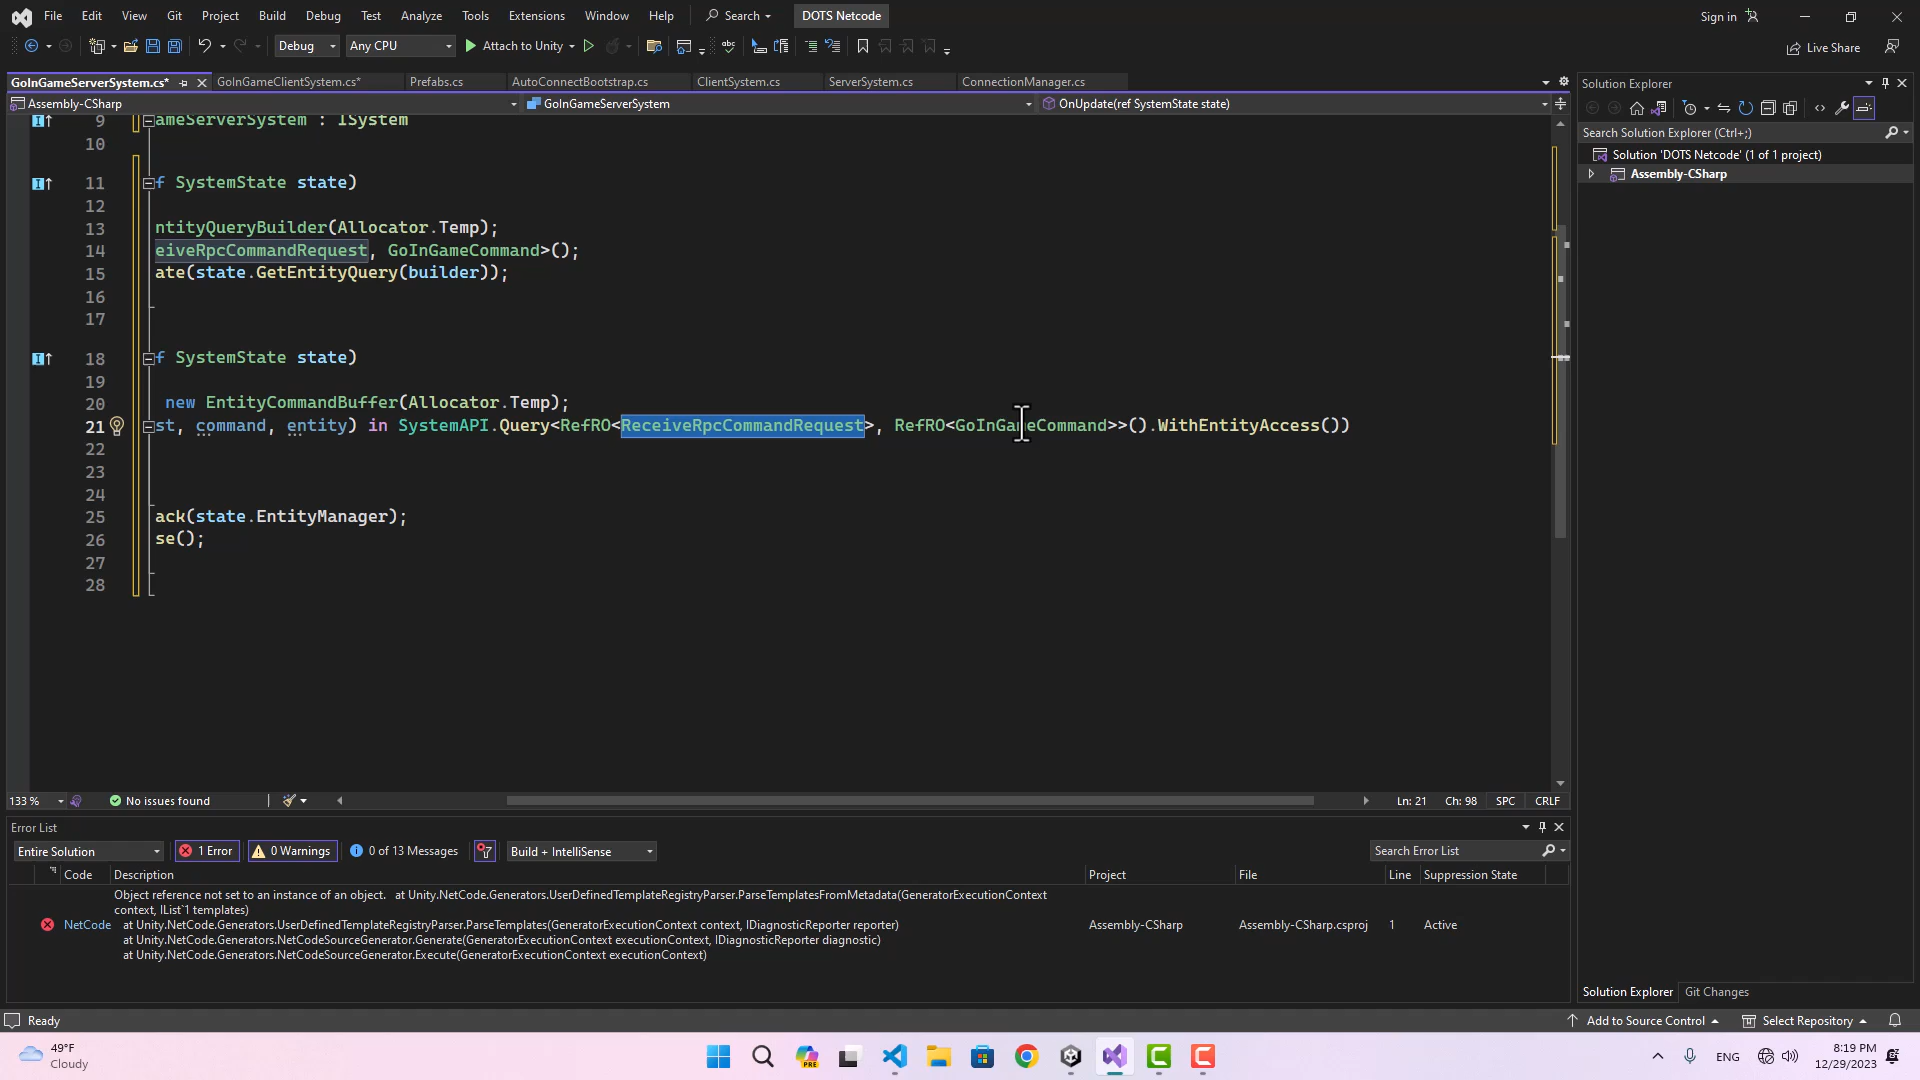 File Edit View Git Project Build Debug Test Analyze Tools Extensions Window Help Search DOTS Netcode Sign in
Debug Any CPU Attach to Unity Live Share
GoInGameServerSystem.cs* GoInGameClientSystem.cs* Prefabs.cs AutoConnectBootstrap.cs ClientSystem.cs ServerSystem.cs ConnectionManager.cs
Assembly-CSharp GoInGameServerSystem OnUpdate(ref SystemState state)
9 ameServerSystem : ISystem
10
11 f SystemState state)
12
13 ntityQueryBuilder(Allocator.Temp);
14 eiveRpcCommandRequest, GoInGameCommand>();
15 ate(state.GetEntityQuery(builder));
16
17
18 f SystemState state)
19
20 new EntityCommandBuffer(Allocator.Temp);
21 st, command, entity) in SystemAPI.Query<RefRO<ReceiveRpcCommandRequest>, RefRO<GoInGameCommand>>().WithEntityAccess())
22
23
24
25 ack(state.EntityManager);
26 se();
27
28
133 % No issues found Ln: 21 Ch: 98 SPC CRLF
Solution Explorer
Search Solution Explorer (Ctrl+;)
Solution 'DOTS Netcode' (1 of 1 project)
Assembly-CSharp
Solution Explorer Git Changes
Error List
Entire Solution 1 Error 0 Warnings 0 of 13 Messages Build + IntelliSense Search Error List
Code Description Project File Line Suppression State
Object reference not set to an instance of an object. at Unity.NetCode.Generators.UserDefinedTemplateRegistryParser.ParseTemplatesFromMetadata(GeneratorExecutionContext
context, IList`1 templates)
NetCode at Unity.NetCode.Generators.UserDefinedTemplateRegistryParser.ParseTemplates(GeneratorExecutionContext context, IDiagnosticReporter reporter) Assembly-CSharp Assembly-CSharp.csproj 1 Active
at Unity.NetCode.Generators.NetCodeSourceGenerator.Generate(GeneratorExecutionContext executionContext, IDiagnosticReporter diagnostic)
at Unity.NetCode.Generators.NetCodeSourceGenerator.Execute(GeneratorExecutionContext executionContext)
Ready Add to Source Control Select Repository
49°F
Cloudy
PRE
ENG
8:19 PM
12/29/2023